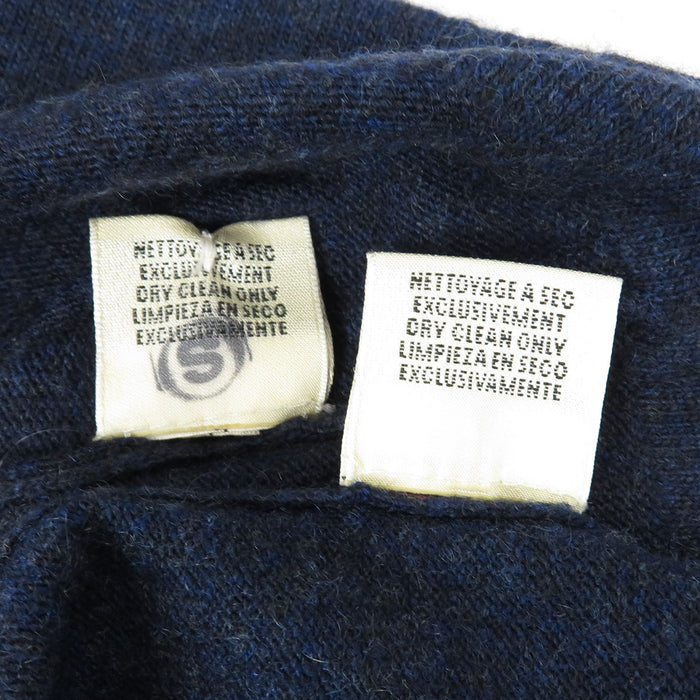 NETTOYAGE A SEC
EXCLUSIVEMENT
DRY CLEAN ONLY
LIMPIEZA EN SECO
EXCLUSIVAMENTE
S
NETTOYAGE A SEC
EXCLUSIVEMENT
DRY CLEAN ONLY
LIMPIEZA EN SECO
EXCLUSIVAMENTE